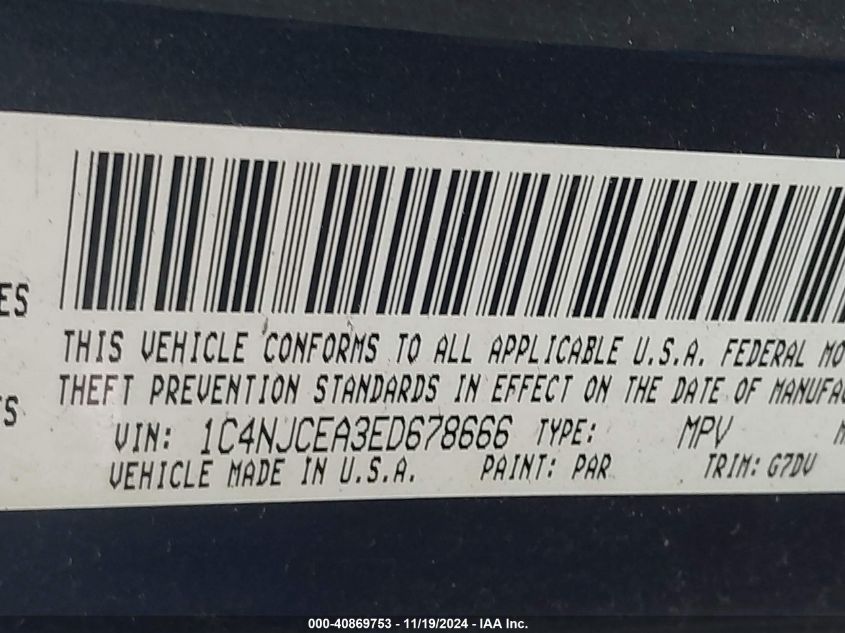 ES
TS
THIS VEHICLE CONFORMS TO ALL APPLICABLE U.S.A. FEDERAL MO
THEFT PREVENTION STANDARDS IN EFFECT ON THE DATE OF MANUFAC
VIN: 1C4NJCEA3ED678666 TYPE: MPV
VEHICLE MADE IN U.S.A. PAINT: PAR TRIM: G7DV
000-40869753 - 11/19/2024 - IAA Inc.